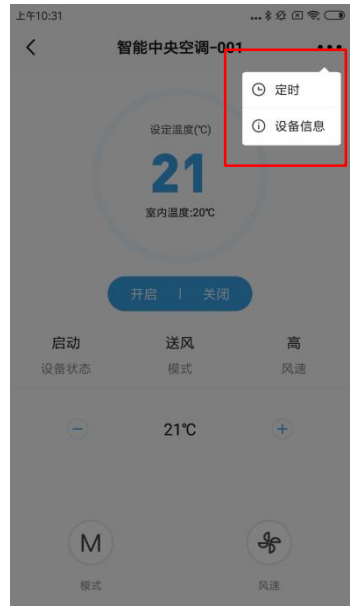 上午10:31
智能中央空调-001
定时
设备信息
设定温度(℃)
21
室内温度:20℃
开启 | 关闭
启动 送风 高
设备状态 模式 风速
21℃
M
模式 风速